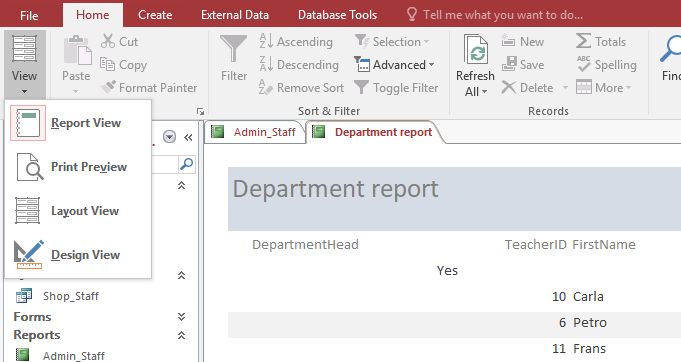 File Home Create External Data Database Tools Tell me what you want to do...
View
Paste
Cut
Copy
Format Painter
Filter
Ascending
Descending
Remove Sort
Selection
Advanced
Toggle Filter
Sort & Filter
Refresh
All
New
Save
Delete
Totals
Spelling
More
Records
Find
Report View
Print Preview
Layout View
Design View
Shop_Staff
Forms
Reports
Admin_Staff
Admin_Staff Department report
Department report
DepartmentHead TeacherID FirstName
Yes
10 Carla
6 Petro
11 Frans